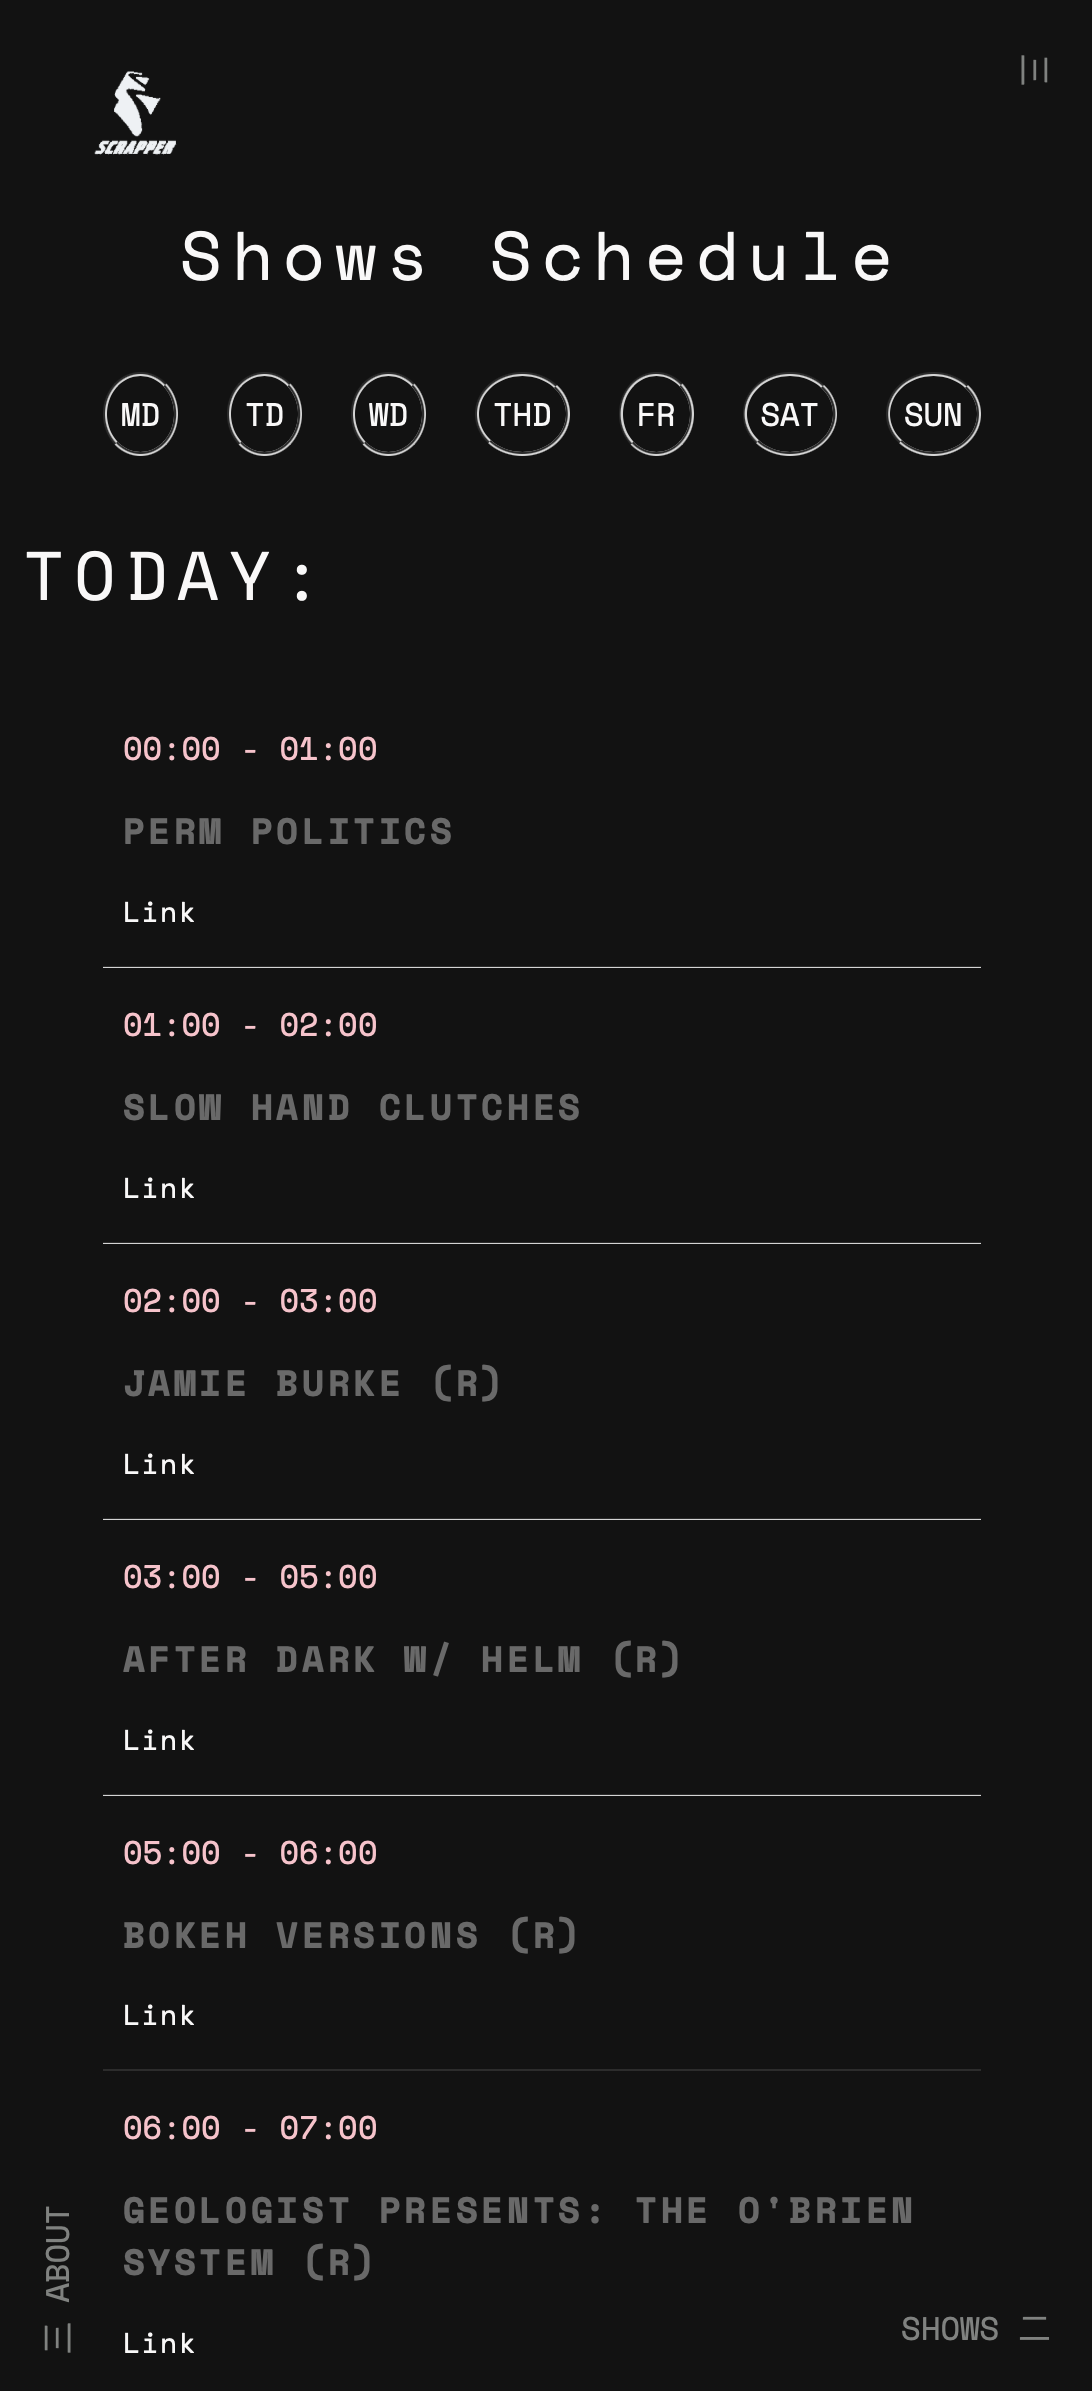 SCRAPPER
Shows Schedule
MD TD WD THD FR SAT SUN
TODAY:
00:00 - 01:00
PERM POLITICS
Link
01:00 - 02:00
SLOW HAND CLUTCHES
Link
02:00 - 03:00
JAMIE BURKE (R)
Link
03:00 - 05:00
AFTER DARK W/ HELM (R)
Link
05:00 - 06:00
BOKEH VERSIONS (R)
Link
06:00 - 07:00
GEOLOGIST PRESENTS: THE O'BRIEN
SYSTEM (R)
Link
ABOUT
SHOWS